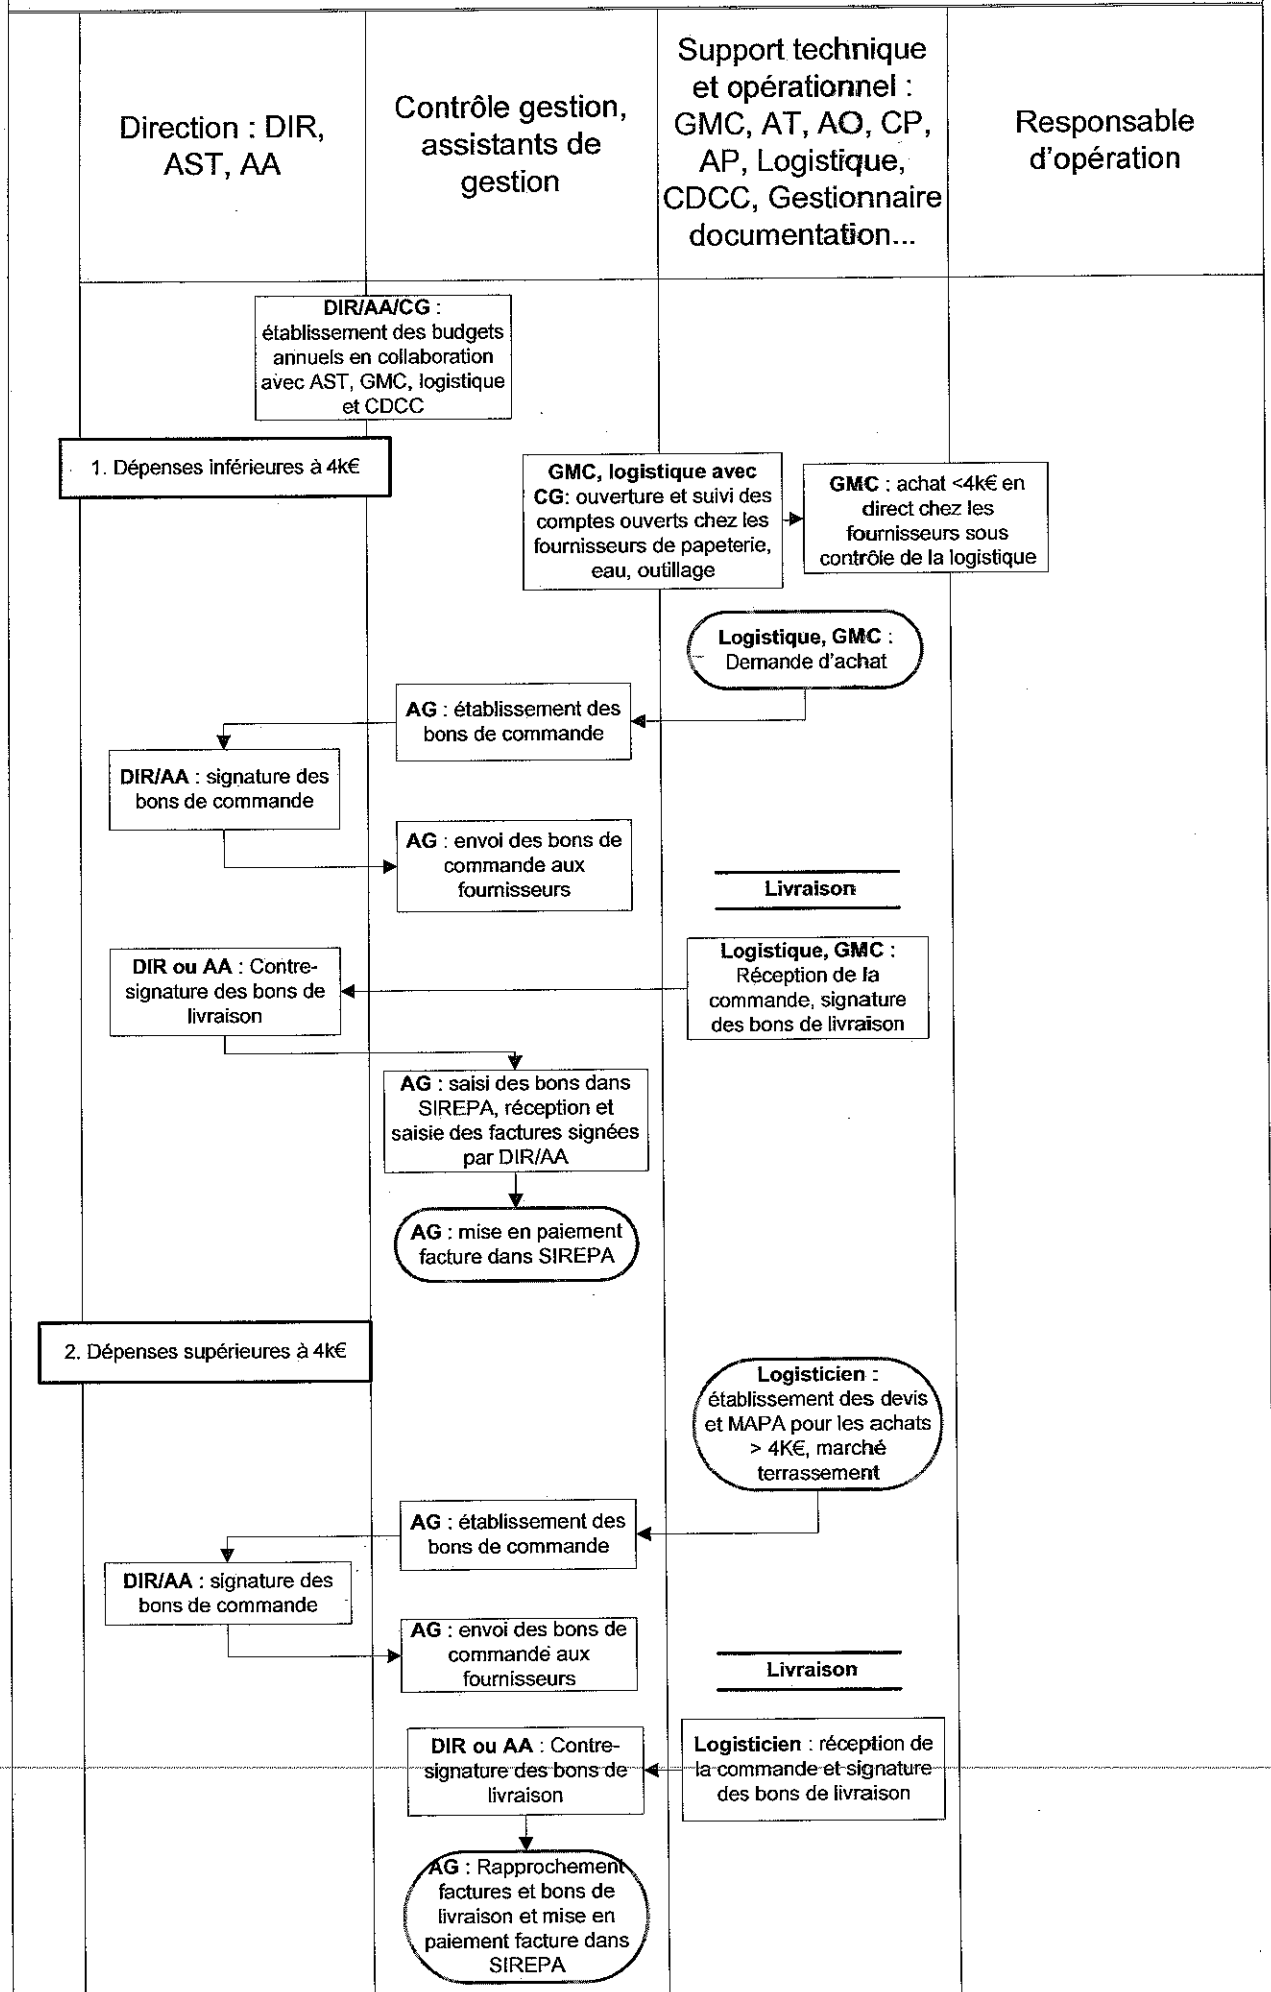 Direction : DIR,
AST, AA
Contrôle gestion,
assistants de
gestion
Support technique
et opérationnel :
GMC, AT, AO, CP,
AP, Logistique,
CDCC, Gestionnaire
documentation...
Responsable
d'opération
DIR/AA/CG :
établissement des budgets
annuels en collaboration
avec AST, GMC, logistique
et CDCC
1. Dépenses inférieures à 4k€
GMC, logistique avec
CG: ouverture et suivi des
comptes ouverts chez les
fournisseurs de papeterie,
eau, outillage
GMC : achat <4k€ en
direct chez les
fournisseurs sous
contrôle de la logistique
Logistique, GMC :
Demande d'achat
AG : établissement des
bons de commande
DIR/AA : signature des
bons de commande
AG : envoi des bons de
commande aux
fournisseurs
Livraison
Logistique, GMC :
Réception de la
commande, signature
des bons de livraison
DIR ou AA : Contre-
signature des bons de
livraison
AG : saisi des bons dans
SIREPA, réception et
saisie des factures signées
par DIR/AA
AG : mise en paiement
facture dans SIREPA
2. Dépenses supérieures à 4k€
Logisticien :
établissement des devis
et MAPA pour les achats
> 4K€, marché
terrassement
AG : établissement des
bons de commande
DIR/AA : signature des
bons de commande
AG : envoi des bons de
commande aux
fournisseurs
Livraison
Logisticien : réception de
la commande et signature
des bons de livraison
DIR ou AA : Contre-
signature des bons de
livraison
AG : Rapprochement
factures et bons de
livraison et mise en
paiement facture dans
SIREPA